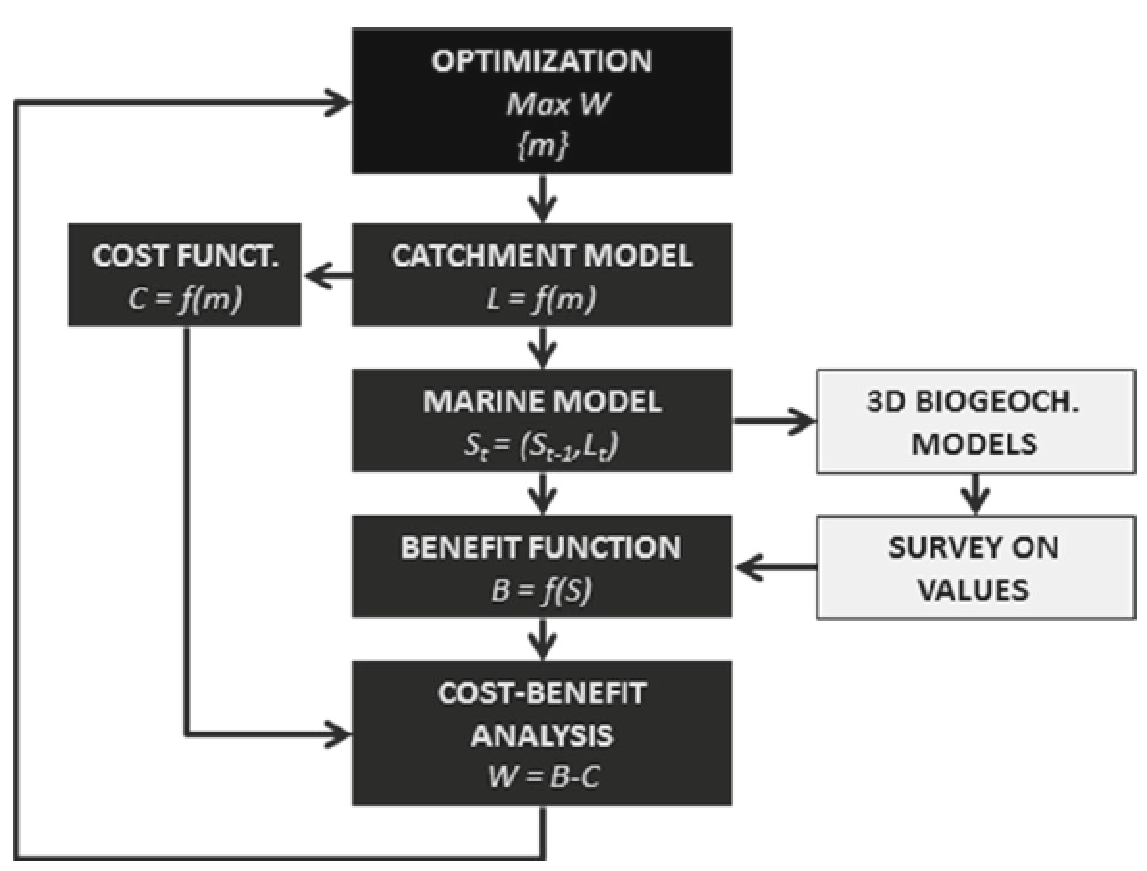 OPTIMIZATION
Max W
{m}
COST FUNCT.
C = f(m)
CATCHMENT MODEL
L = f(m)
MARINE MODEL
Sₜ = (Sₜ₋₁,Lₜ)
3D BIOGEOCH.
MODELS
BENEFIT FUNCTION
B = f(S)
SURVEY ON
VALUES
COST-BENEFIT
ANALYSIS
W = B-C